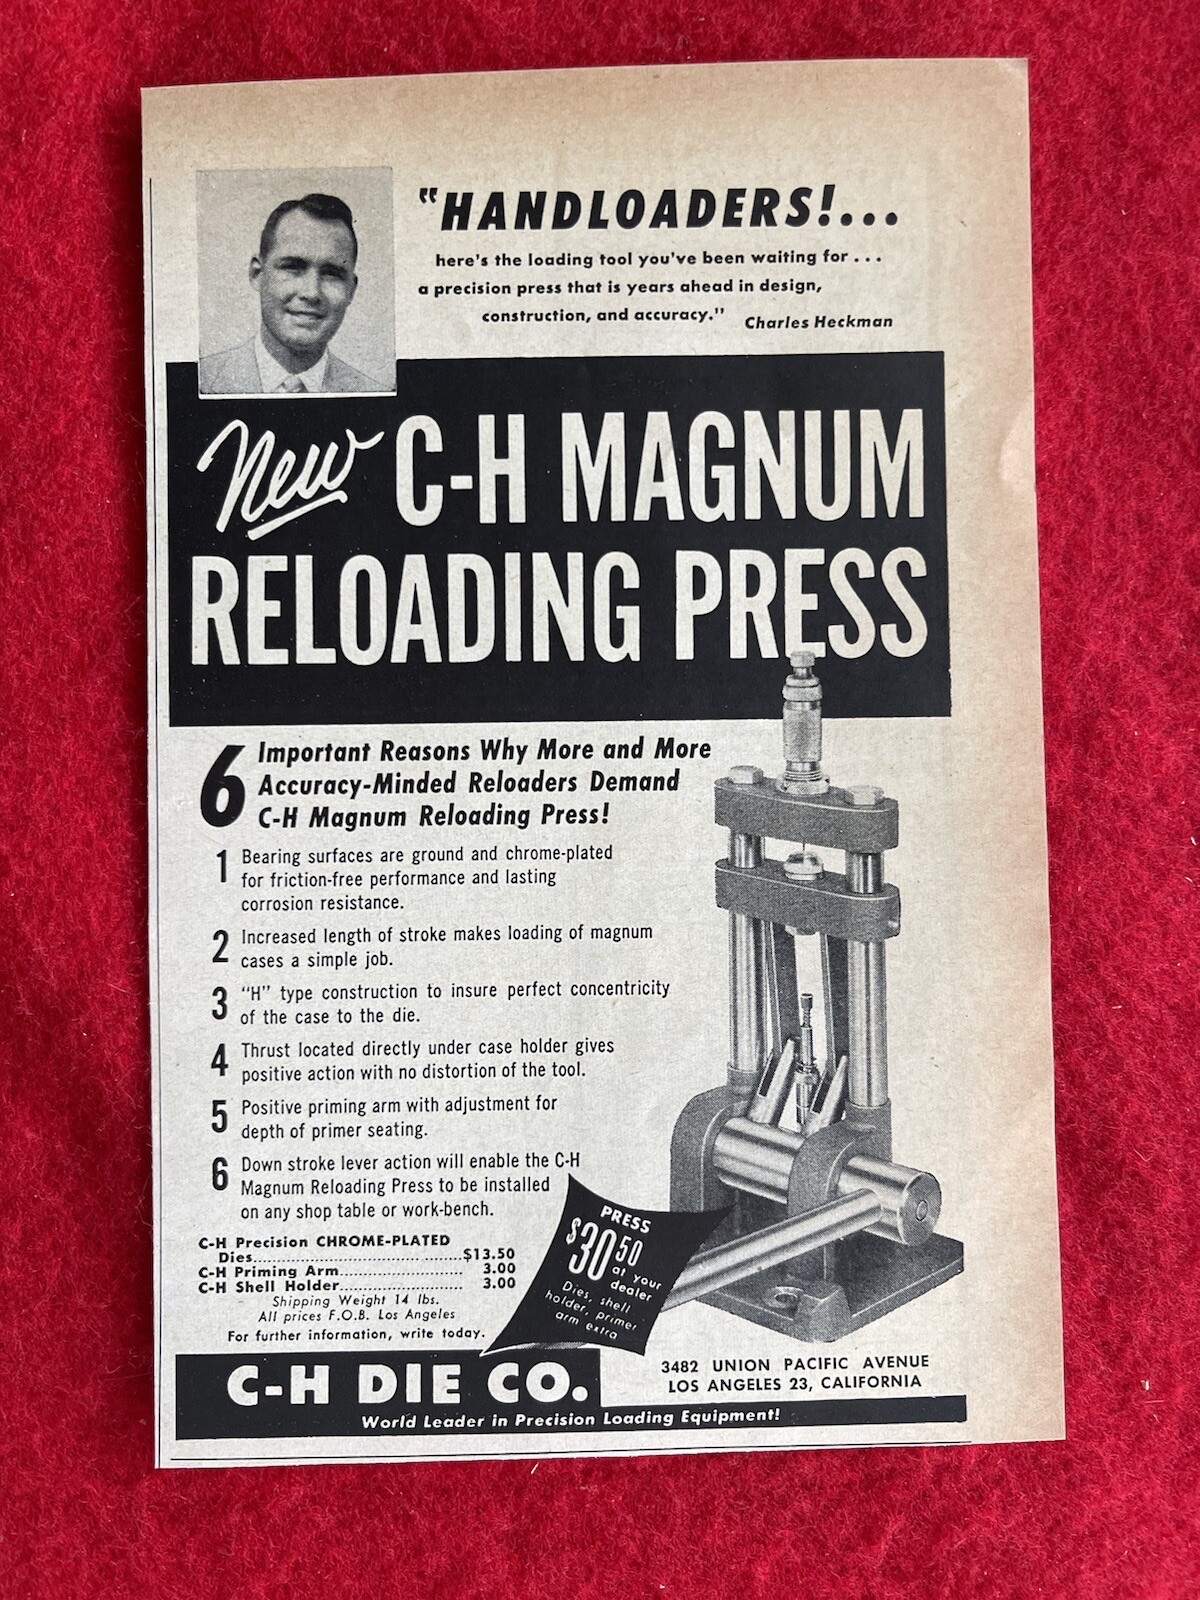 "HANDLOADERS!...
here's the loading tool you've been waiting for . . .
a precision press that is years ahead in design,
construction, and accuracy."
Charles Heckman
New C-H MAGNUM
RELOADING PRESS
6 Important Reasons Why More and More
Accuracy-Minded Reloaders Demand
C-H Magnum Reloading Press!
1 Bearing surfaces are ground and chrome-plated
for friction-free performance and lasting
corrosion resistance.
2 Increased length of stroke makes loading of magnum
cases a simple job.
3 "H" type construction to insure perfect concentricity
of the case to the die.
4 Thrust located directly under case holder gives
positive action with no distortion of the tool.
5 Positive priming arm with adjustment for
depth of primer seating.
6 Down stroke lever action will enable the C-H
Magnum Reloading Press to be installed
on any shop table or work-bench.
C-H Precision CHROME-PLATED
Dies........................................$13.50
C-H Priming Arm........................ 3.00
C-H Shell Holder........................ 3.00
Shipping Weight 14 lbs.
All prices F.O.B. Los Angeles
For further information, write today.
PRESS
$30 50
at your
dealer
Dies, shell
holder, primer
arm extra
C-H DIE CO.
3482 UNION PACIFIC AVENUE
LOS ANGELES 23, CALIFORNIA
World Leader in Precision Loading Equipment!